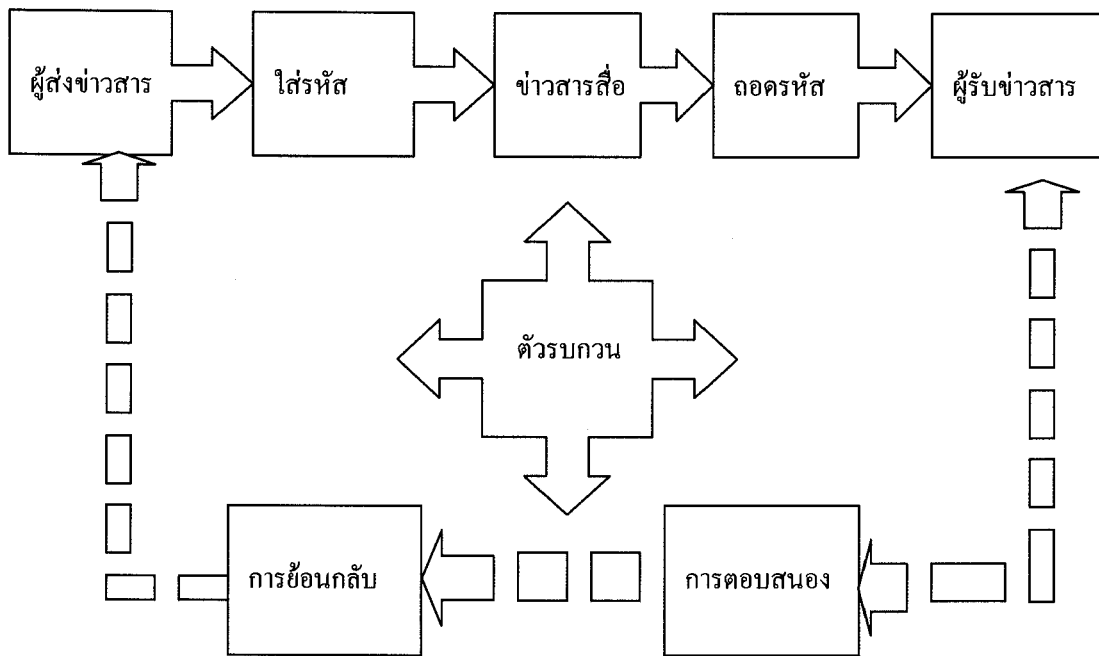 ผู้ส่งข่าวสาร
ใส่รหัส
ข่าวสารสื่อ
ถอดรหัส
ผู้รับข่าวสาร
ตัวรบกวน
การย้อนกลับ
การตอบสนอง